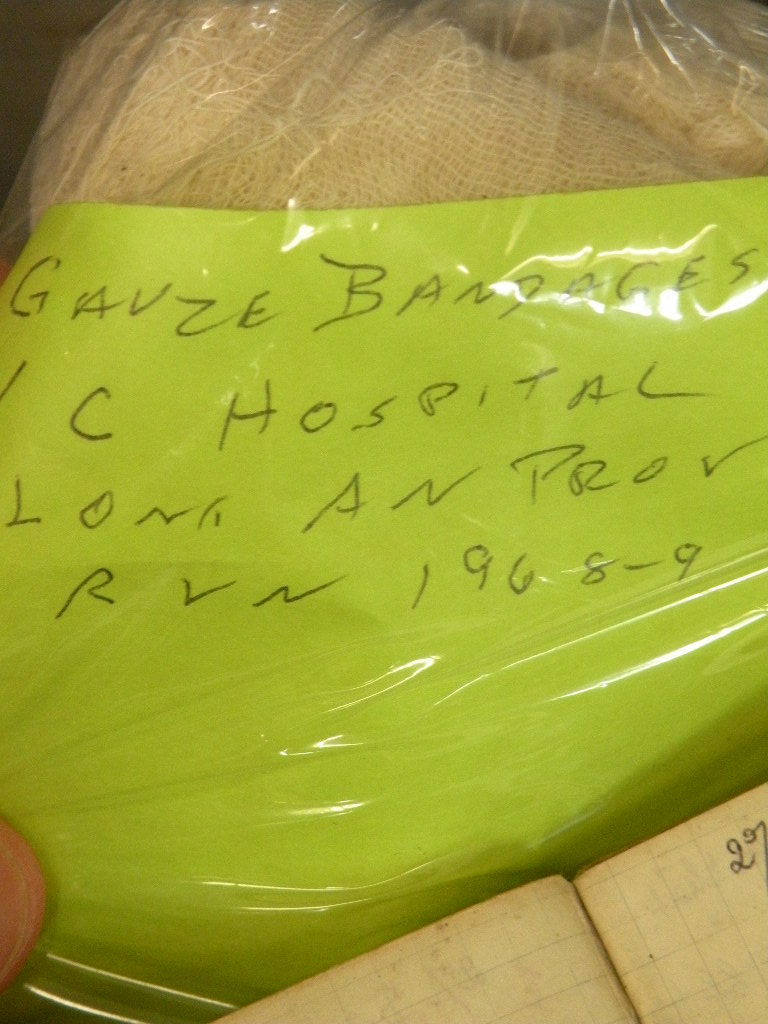 GAUZE BANDAGES
/C HOSPITAL
LONG AN PROV
RVN 1968-9